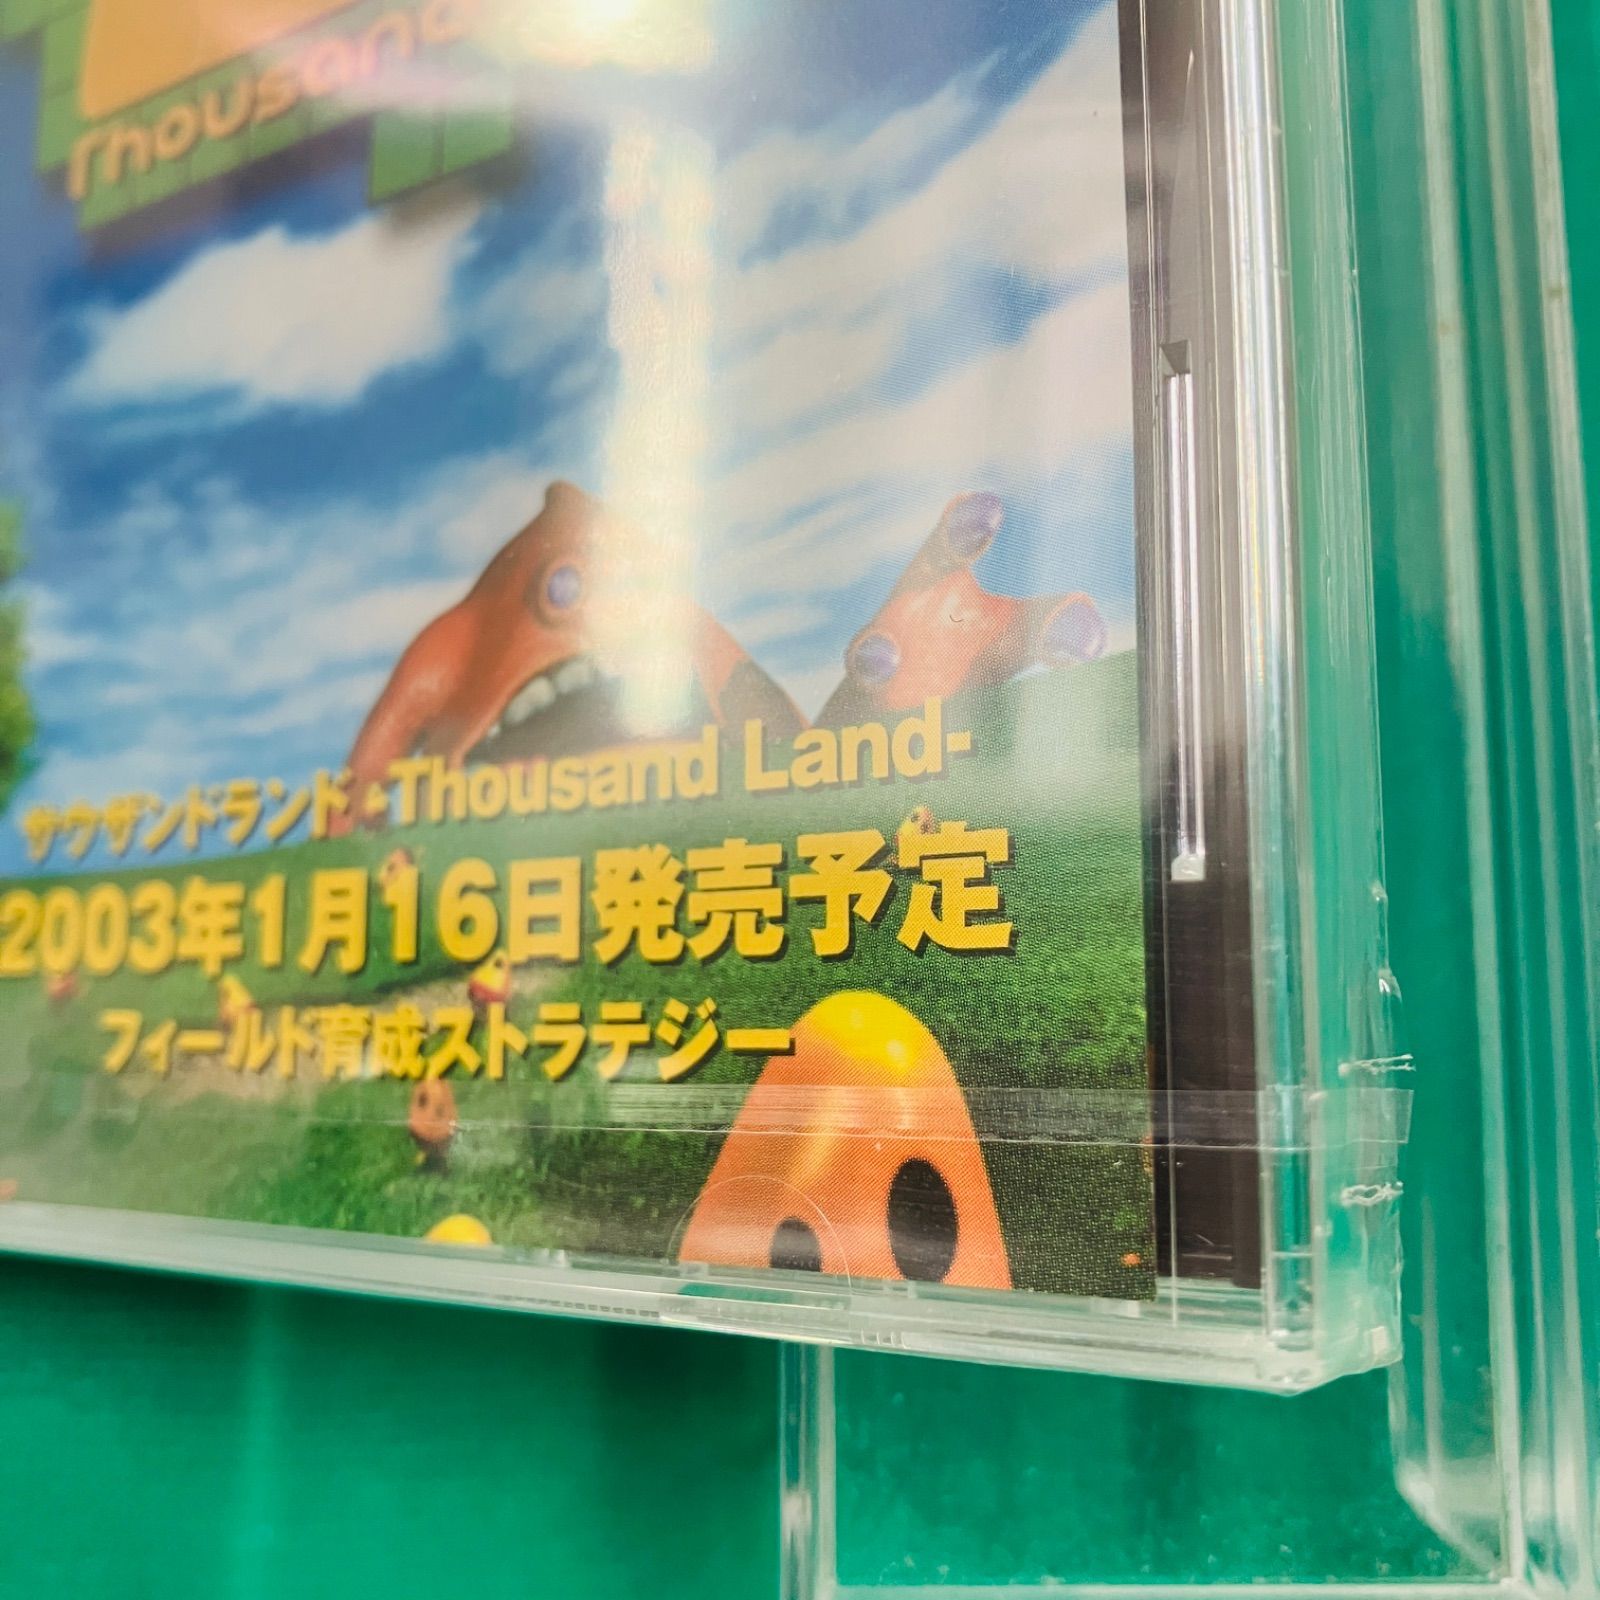 Thousand
サウザンドランド -Thousand Land-
2003年1月16日発売予定
フィールド育成ストラテジー